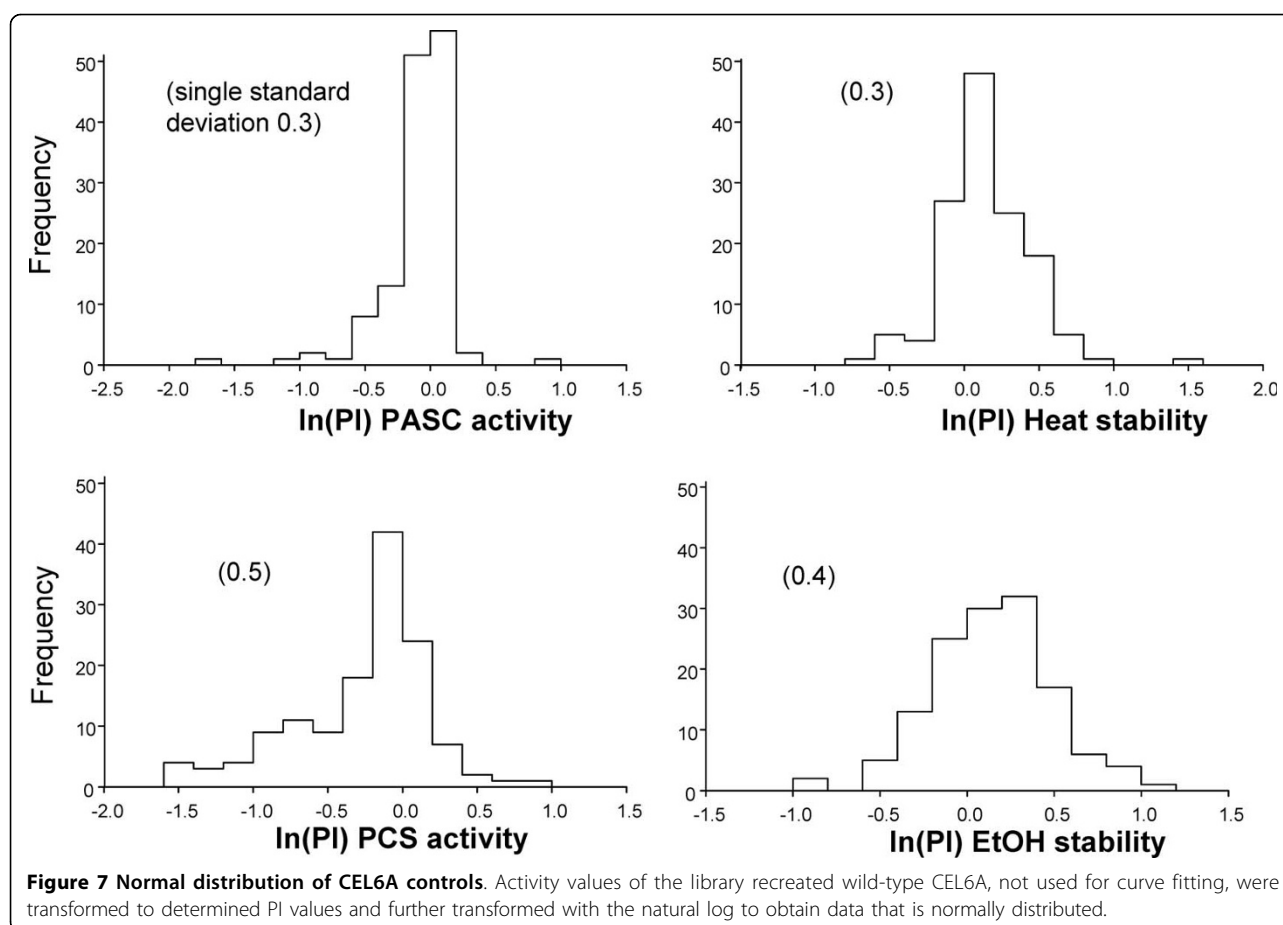 50
40
30
20
10
0
Frequency
(single standard
deviation 0.3)
-2.5 -2.0 -1.5 -1.0 -0.5 0.0 0.5 1.0 1.5
ln(PI) PASC activity
50
40
30
20
10
0
(0.3)
-1.5 -1.0 -0.5 0.0 0.5 1.0 1.5 2.0
ln(PI) Heat stability
50
40
30
20
10
0
Frequency
(0.5)
-2.0 -1.5 -1.0 -0.5 0.0 0.5 1.0 1.5
ln(PI) PCS activity
50
40
30
20
10
0
(0.4)
-1.5 -1.0 -0.5 0.0 0.5 1.0 1.5
ln(PI) EtOH stability
Figure 7 Normal distribution of CEL6A controls. Activity values of the library recreated wild-type CEL6A, not used for curve fitting, were
transformed to determined PI values and further transformed with the natural log to obtain data that is normally distributed.